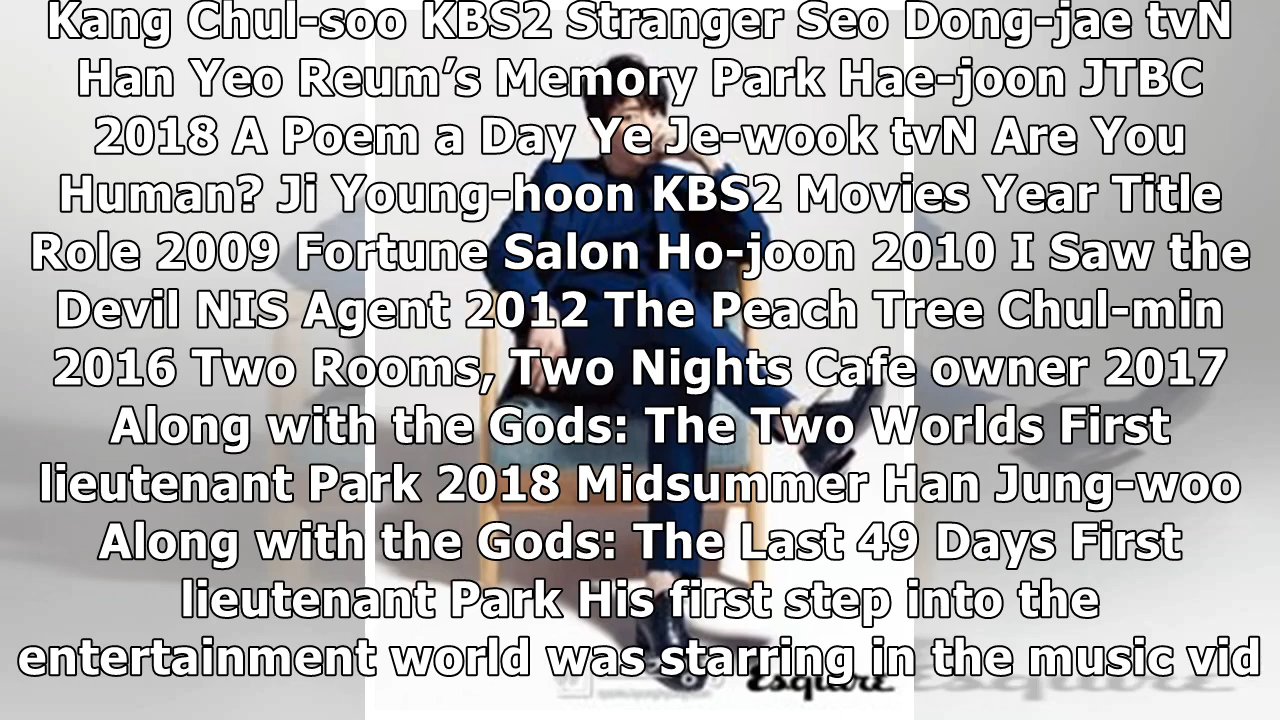 Kang Chul-soo KBS2 Stranger Seo Dong-jae tvN
Han Yeo Reum’s Memory Park Hae-joon JTBC
2018 A Poem a Day Ye Je-wook tvN Are You
Human? Ji Young-hoon KBS2 Movies Year Title
Role 2009 Fortune Salon Ho-joon 2010 I Saw the
Devil NIS Agent 2012 The Peach Tree Chul-min
2016 Two Rooms, Two Nights Cafe owner 2017
Along with the Gods: The Two Worlds First
lieutenant Park 2018 Midsummer Han Jung-woo
Along with the Gods: The Last 49 Days First
lieutenant Park His first step into the
entertainment world was starring in the music vid
Esquire